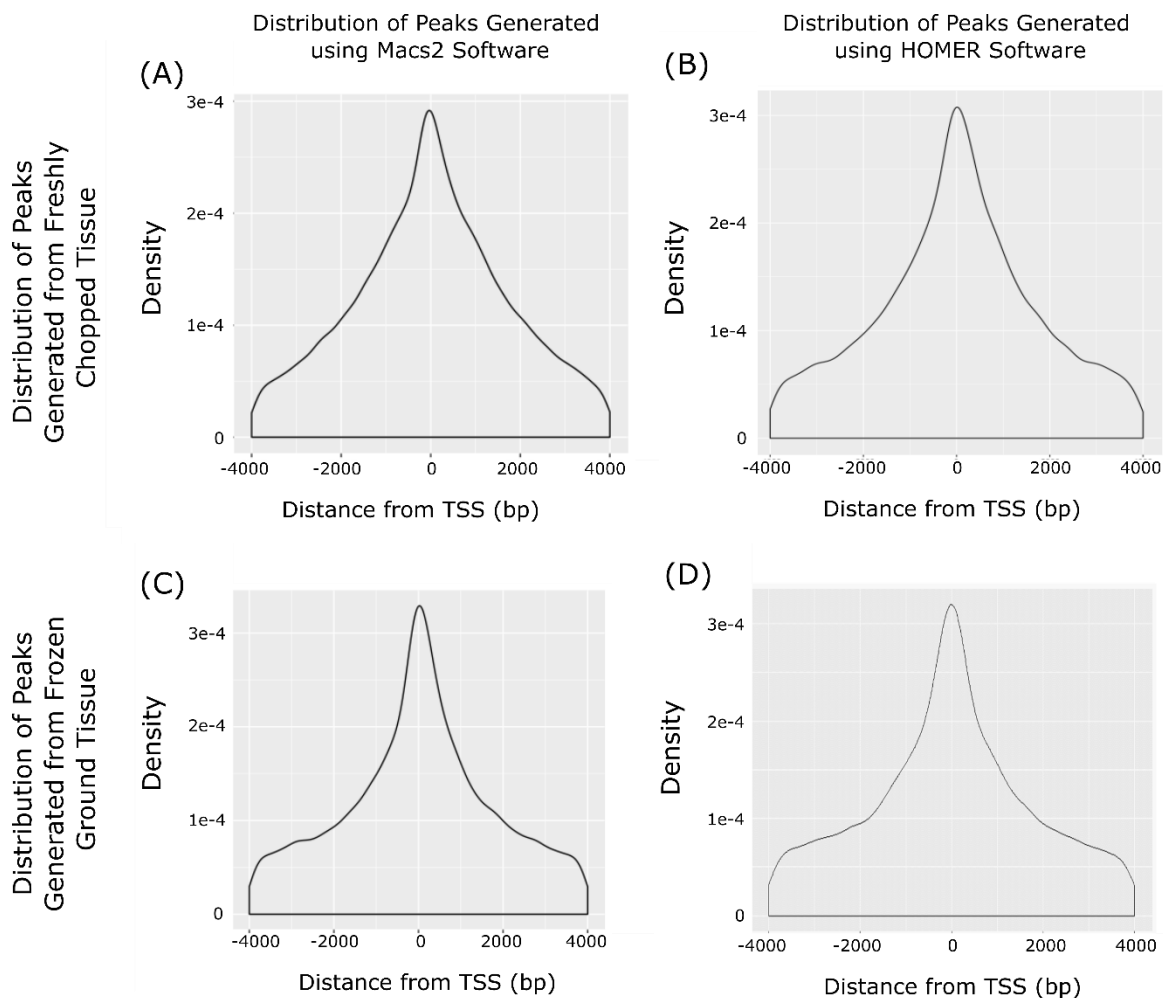 Distribution of Peaks Generated
using Macs2 Software
Distribution of Peaks Generated
using HOMER Software
Distribution of Peaks
Generated from Freshly
Chopped Tissue
(A)
3e-4
2e-4
1e-4
0
Density
-4000 -2000 0 2000 4000
Distance from TSS (bp)
(B)
3e-4
2e-4
1e-4
0
Density
-4000 -2000 0 2000 4000
Distance from TSS (bp)
Distribution of Peaks
Generated from Frozen
Ground Tissue
(C)
3e-4
2e-4
1e-4
0
Density
-4000 -2000 0 2000 4000
Distance from TSS (bp)
(D)
3e-4
2e-4
1e-4
0
Density
-4000 -2000 0 2000 4000
Distance from TSS (bp)